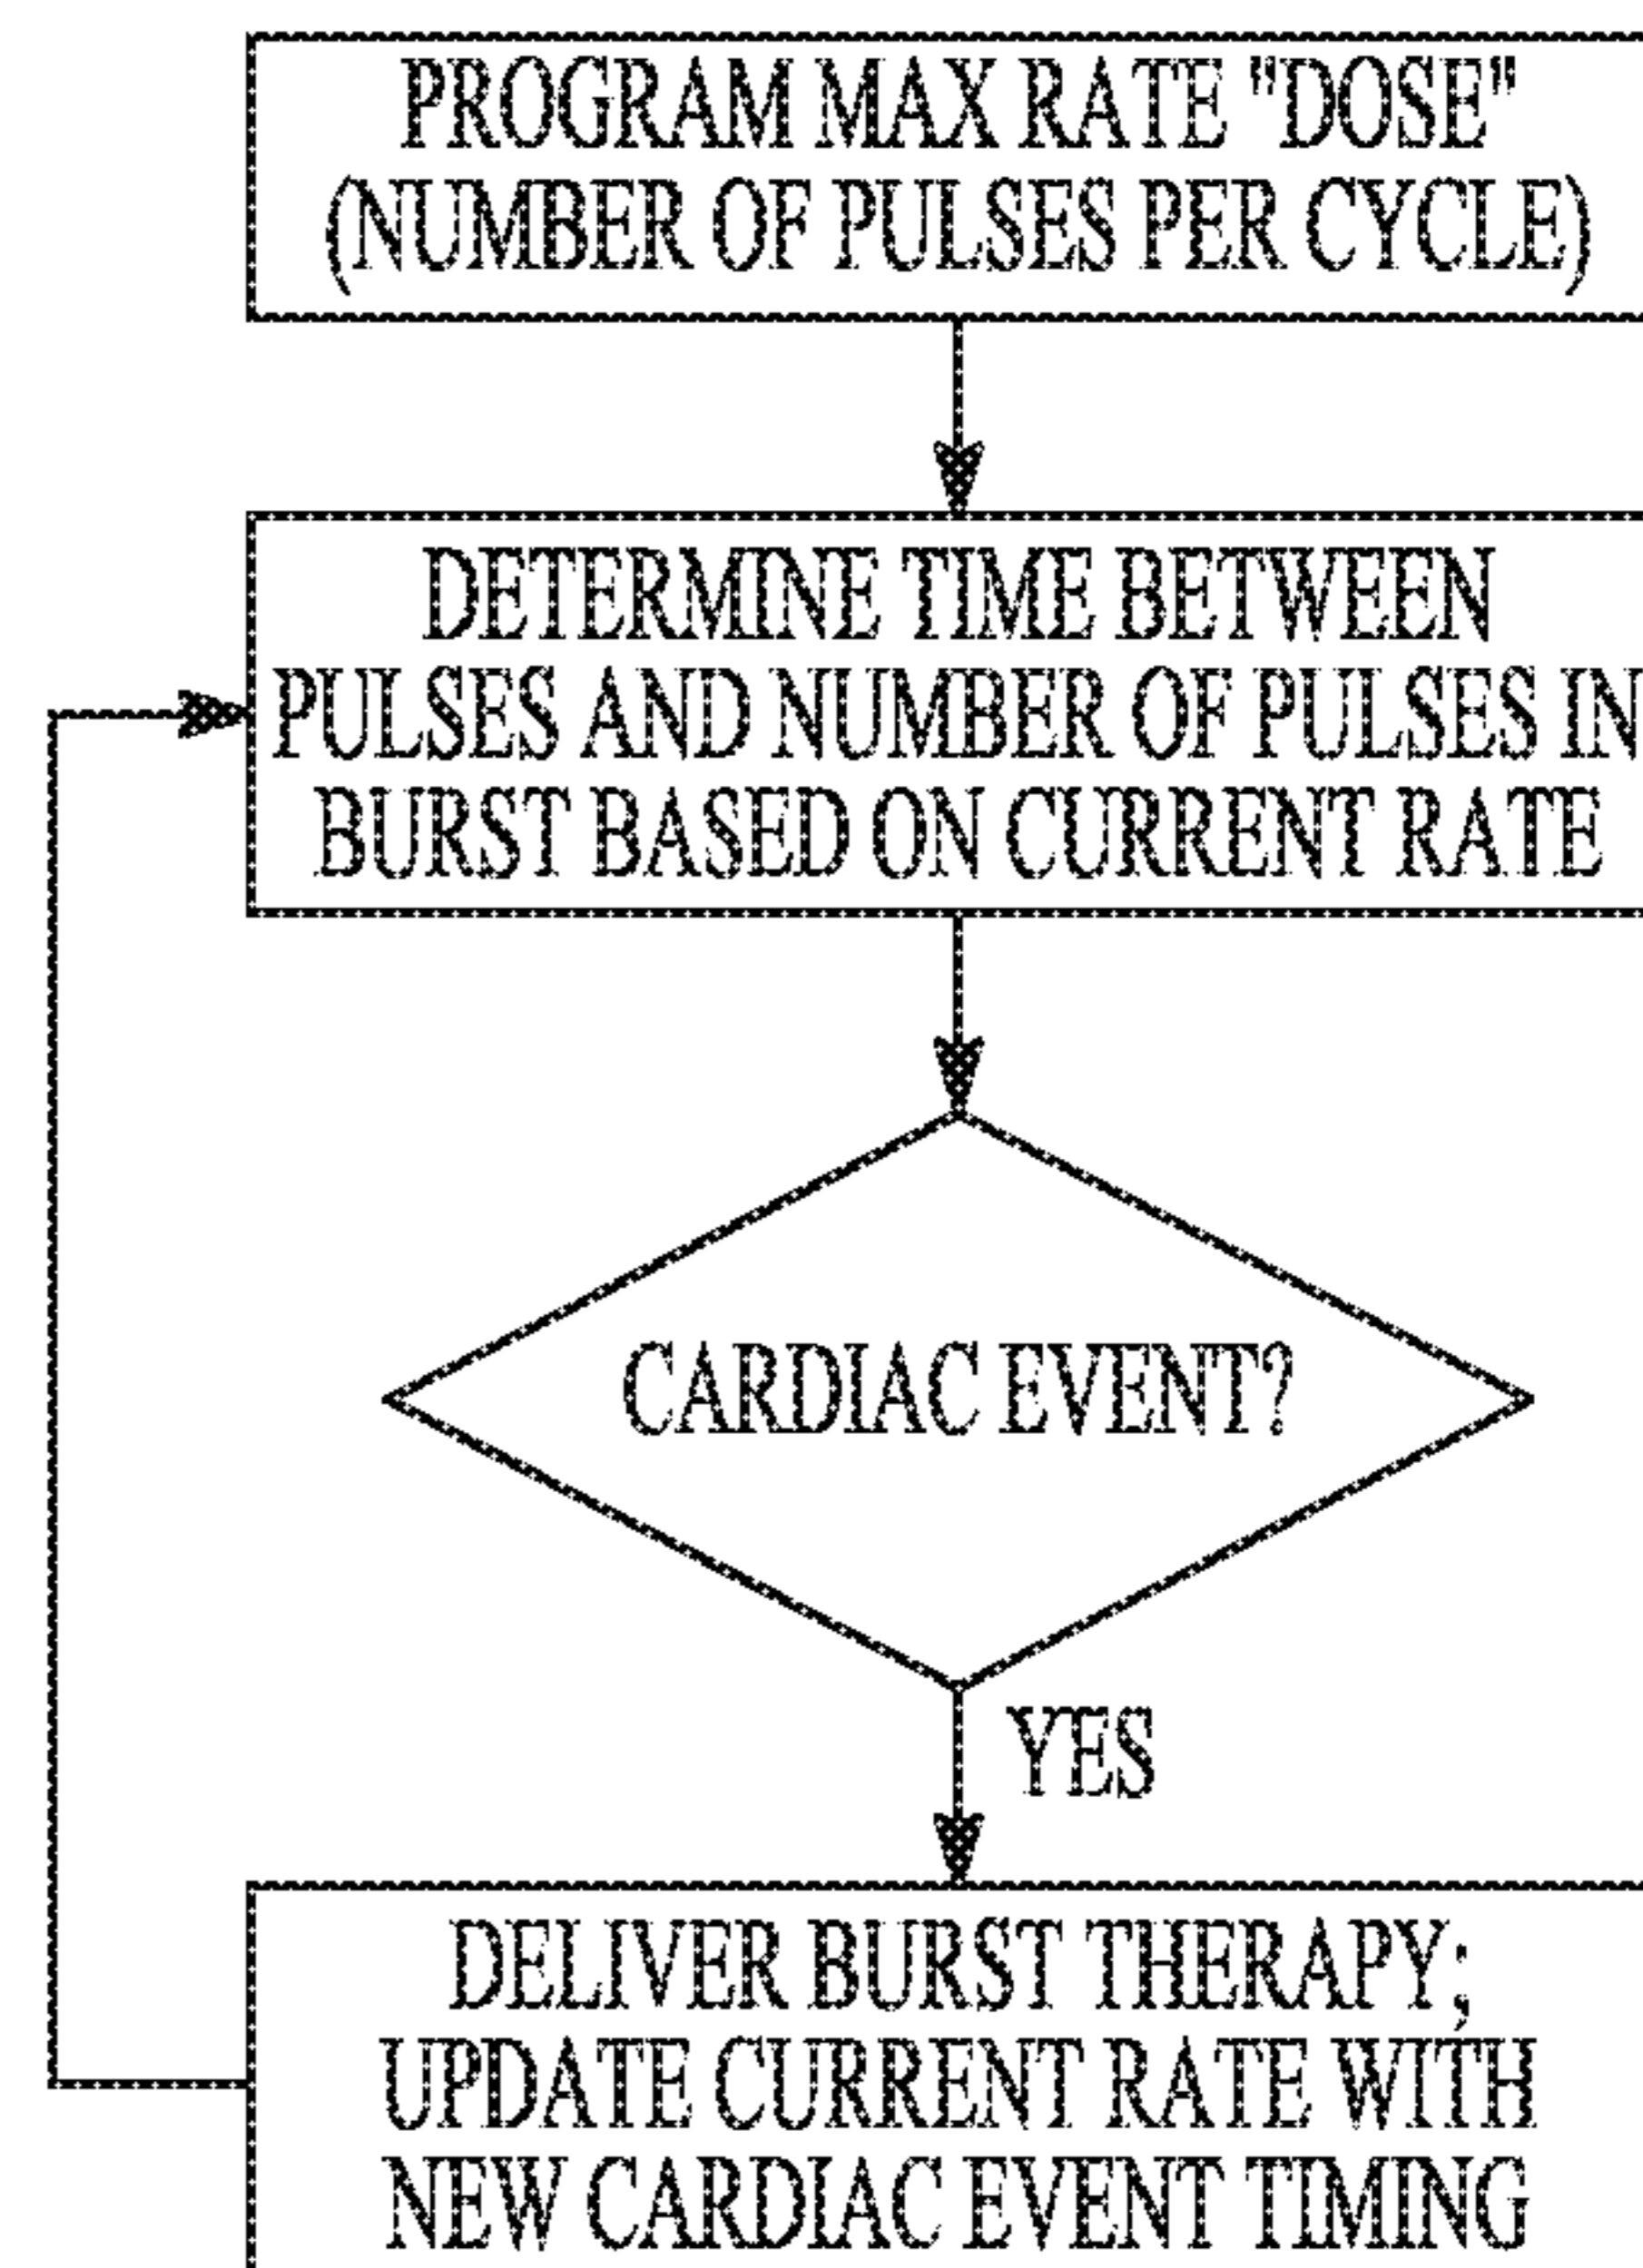 PROGRAM MAX RATE "DOSE"
(NUMBER OF PULSES PER CYCLE)
DETERMINE TIME BETWEEN
PULSES AND NUMBER OF PULSES IN
BURST BASED ON CURRENT RATE
CARDIAC EVENT?
YES
DELIVER BURST THERAPY;
UPDATE CURRENT RATE WITH
NEW CARDIAC EVENT TIMING